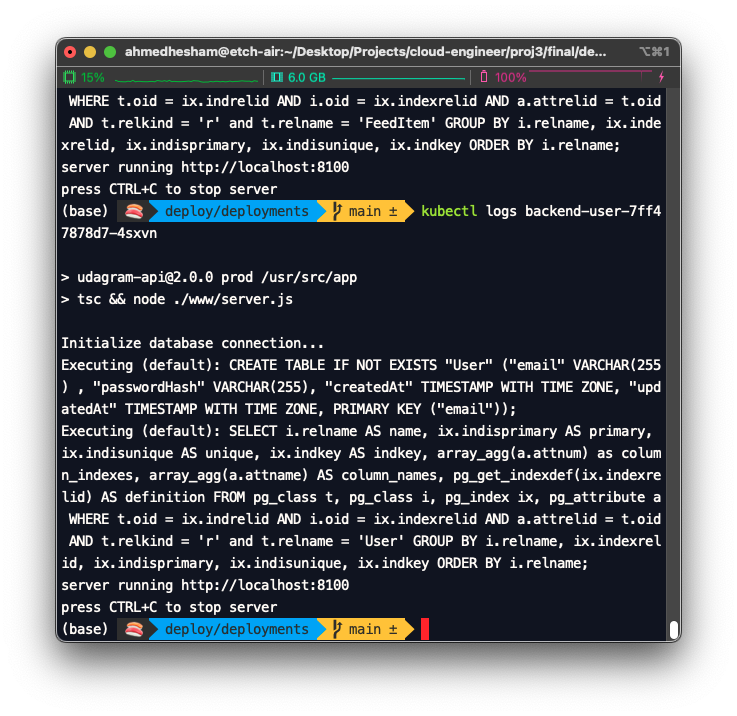 ahmedhesham@etch-air:~/Desktop/Projects/cloud-engineer/proj3/final/de... ⌥⌘1
15% 6.0 GB 100%
WHERE t.oid = ix.indrelid AND i.oid = ix.indexrelid AND a.attrelid = t.oid
AND t.relkind = 'r' and t.relname = 'FeedItem' GROUP BY i.relname, ix.inde
xrelid, ix.indisprimary, ix.indisunique, ix.indkey ORDER BY i.relname;
server running http://localhost:8100
press CTRL+C to stop server
(base) 🍣 deploy/deployments main ± kubectl logs backend-user-7ff4
7878d7-4sxvn
> udagram-api@2.0.0 prod /usr/src/app
> tsc && node ./www/server.js
Initialize database connection...
Executing (default): CREATE TABLE IF NOT EXISTS "User" ("email" VARCHAR(255
) , "passwordHash" VARCHAR(255), "createdAt" TIMESTAMP WITH TIME ZONE, "upd
atedAt" TIMESTAMP WITH TIME ZONE, PRIMARY KEY ("email"));
Executing (default): SELECT i.relname AS name, ix.indisprimary AS primary,
ix.indisunique AS unique, ix.indkey AS indkey, array_agg(a.attnum) as colum
n_indexes, array_agg(a.attname) AS column_names, pg_get_indexdef(ix.indexre
lid) AS definition FROM pg_class t, pg_class i, pg_index ix, pg_attribute a
WHERE t.oid = ix.indrelid AND i.oid = ix.indexrelid AND a.attrelid = t.oid
AND t.relkind = 'r' and t.relname = 'User' GROUP BY i.relname, ix.indexrel
id, ix.indisprimary, ix.indisunique, ix.indkey ORDER BY i.relname;
server running http://localhost:8100
press CTRL+C to stop server
(base) 🍣 deploy/deployments main ±